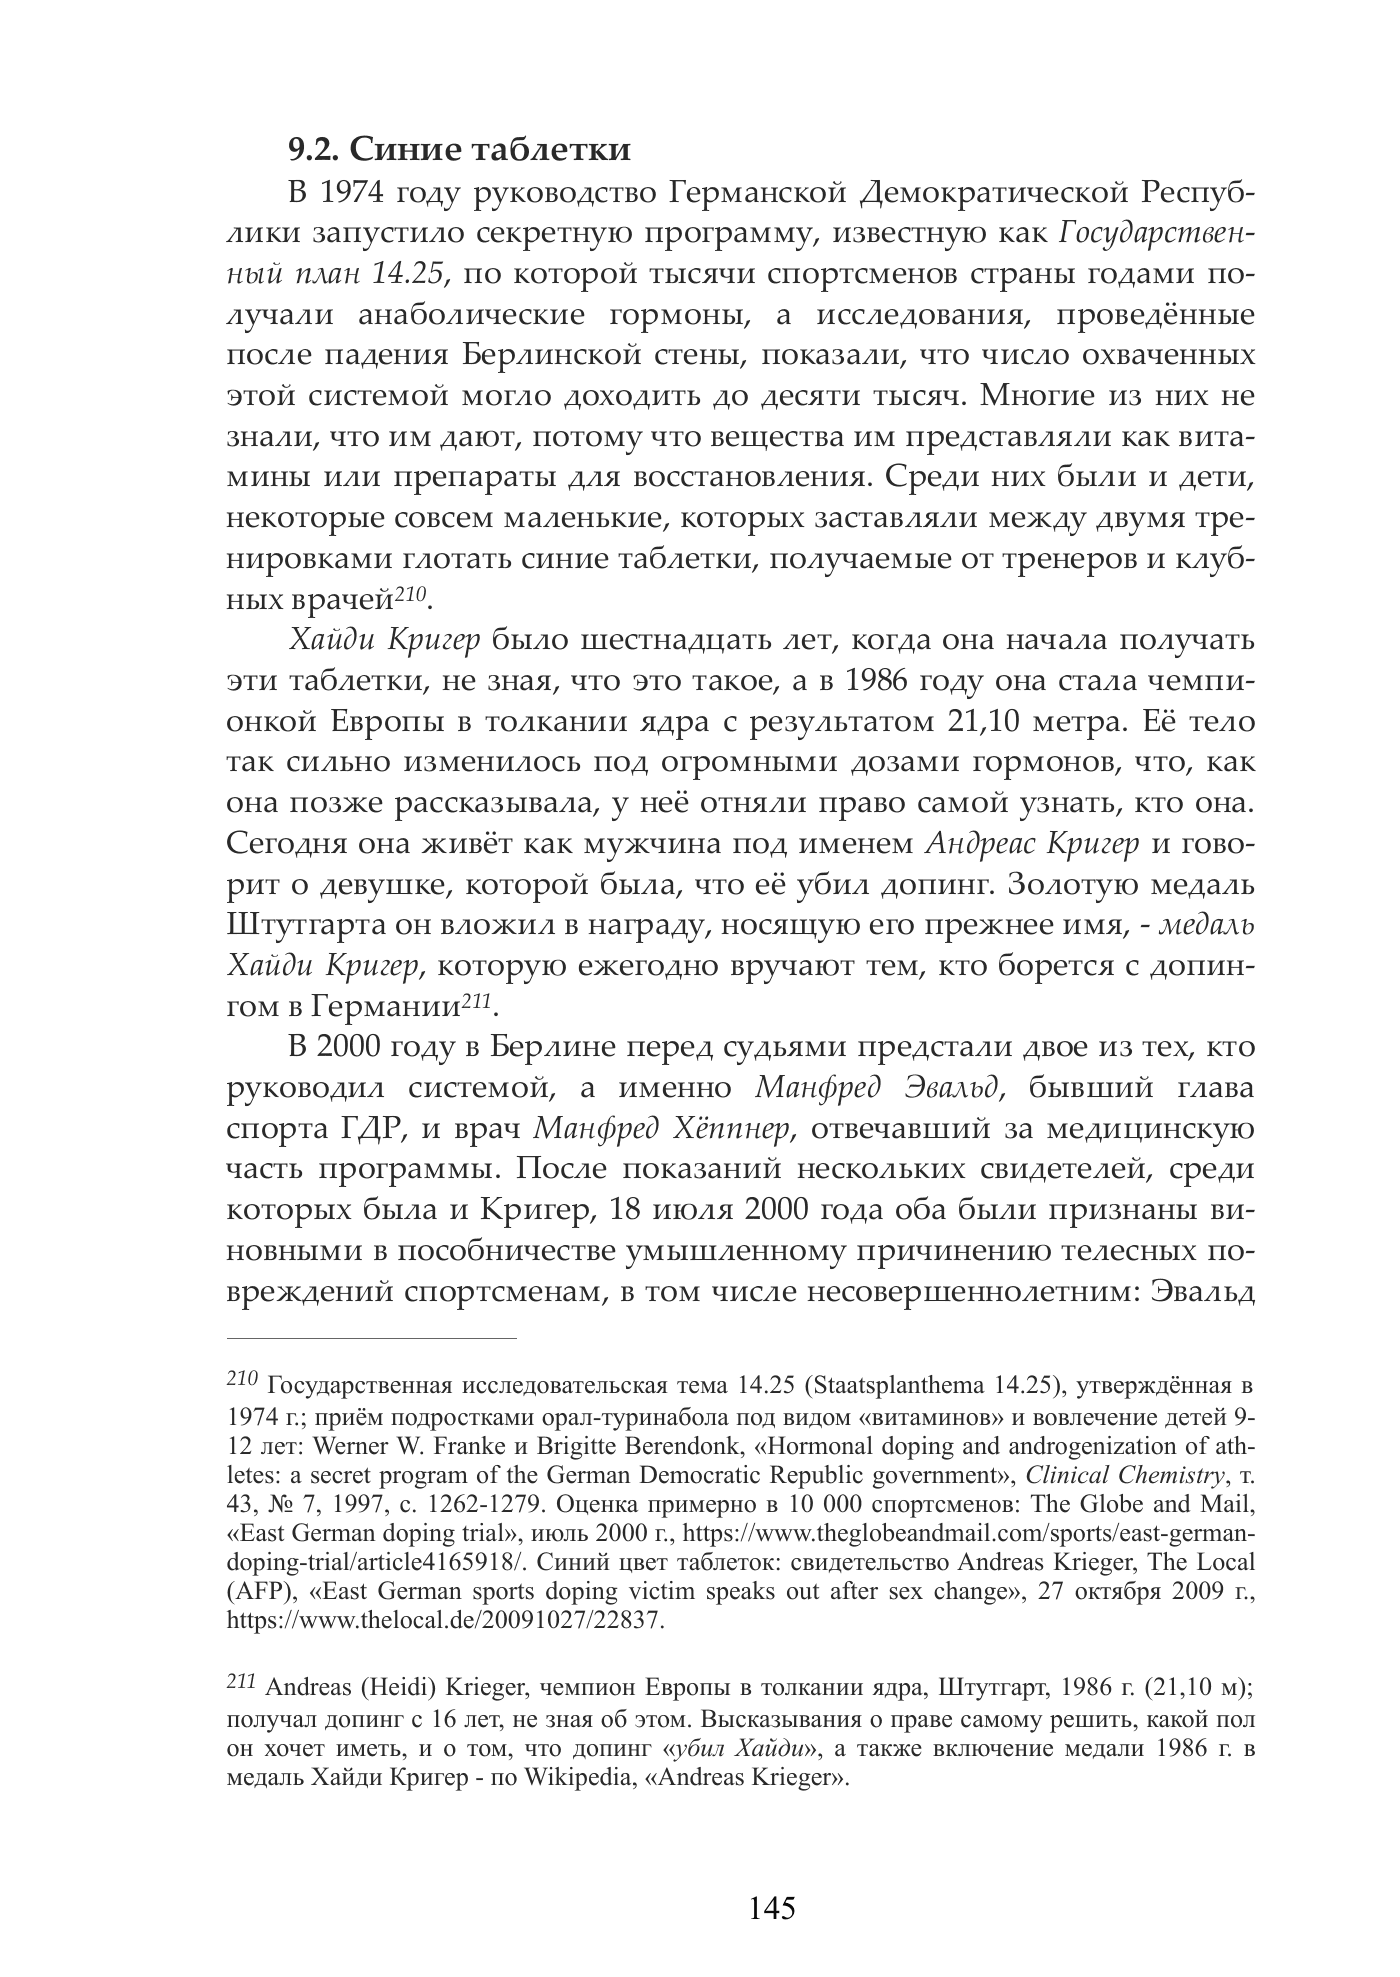 9.2. Синие таблетки
В 1974 году руководство Германской Демократической Респуб-
лики запустило секретную программу, известную как Государствен-
ный план 14.25, по которой тысячи спортсменов страны годами по-
лучали анаболические гормоны, а исследования, проведённые
после падения Берлинской стены, показали, что число охваченных
этой системой могло доходить до десяти тысяч. Многие из них не
знали, что им дают, потому что вещества им представляли как вита-
мины или препараты для восстановления. Среди них были и дети,
некоторые совсем маленькие, которых заставляли между двумя тре-
нировками глотать синие таблетки, получаемые от тренеров и клуб-
ных врачей210.
Хайди Кригер было шестнадцать лет, когда она начала получать
эти таблетки, не зная, что это такое, а в 1986 году она стала чемпи-
онкой Европы в толкании ядра с результатом 21,10 метра. Её тело
так сильно изменилось под огромными дозами гормонов, что, как
она позже рассказывала, у неё отняли право самой узнать, кто она.
Сегодня она живёт как мужчина под именем Андреас Кригер и гово-
рит о девушке, которой была, что её убил допинг. Золотую медаль
Штутгарта он вложил в награду, носящую его прежнее имя, - медаль
Хайди Кригер, которую ежегодно вручают тем, кто борется с допин-
гом в Германии211.
В 2000 году в Берлине перед судьями предстали двое из тех, кто
руководил системой, а именно Манфред Эвальд, бывший глава
спорта ГДР, и врач Манфред Хёппнер, отвечавший за медицинскую
часть программы. После показаний нескольких свидетелей, среди
которых была и Кригер, 18 июля 2000 года оба были признаны ви-
новными в пособничестве умышленному причинению телесных по-
вреждений спортсменам, в том числе несовершеннолетним: Эвальд
210 Государственная исследовательская тема 14.25 (Staatsplanthema 14.25), утверждённая в
1974 г.; приём подростками орал-туринабола под видом «витаминов» и вовлечение детей 9-
12 лет: Werner W. Franke и Brigitte Berendonk, «Hormonal doping and androgenization of ath-
letes: a secret program of the German Democratic Republic government», Clinical Chemistry, т.
43, № 7, 1997, с. 1262-1279. Оценка примерно в 10 000 спортсменов: The Globe and Mail,
«East German doping trial», июль 2000 г., https://www.theglobeandmail.com/sports/east-german-
doping-trial/article4165918/. Синий цвет таблеток: свидетельство Andreas Krieger, The Local
(AFP), «East German sports doping victim speaks out after sex change», 27 октября 2009 г.,
https://www.thelocal.de/20091027/22837.
211 Andreas (Heidi) Krieger, чемпион Европы в толкании ядра, Штутгарт, 1986 г. (21,10 м);
получал допинг с 16 лет, не зная об этом. Высказывания о праве самому решить, какой пол
он хочет иметь, и о том, что допинг «убил Хайди», а также включение медали 1986 г. в
медаль Хайди Кригер - по Wikipedia, «Andreas Krieger».
145